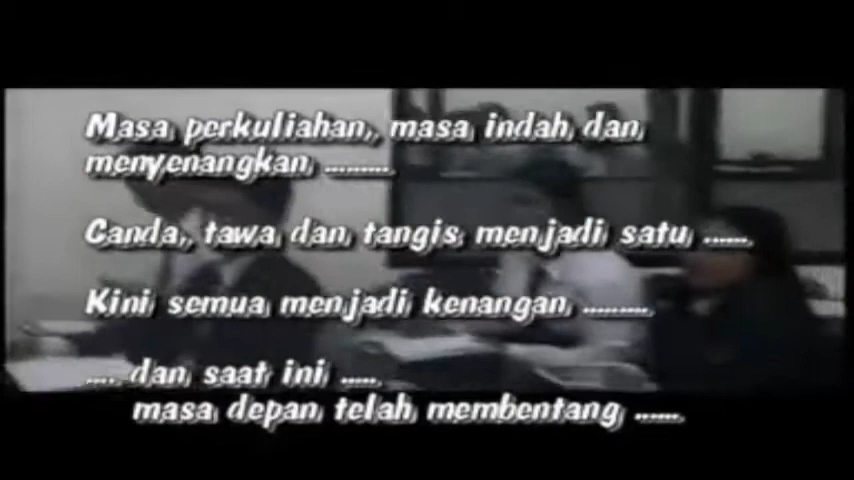 Masa perkuliahan, masa indah dan
menyenangkan .........
Canda, tawa dan tangis menjadi satu ......
Kini semua menjadi kenangan .........
.... dan saat ini .....
masa depan telah membentang ......